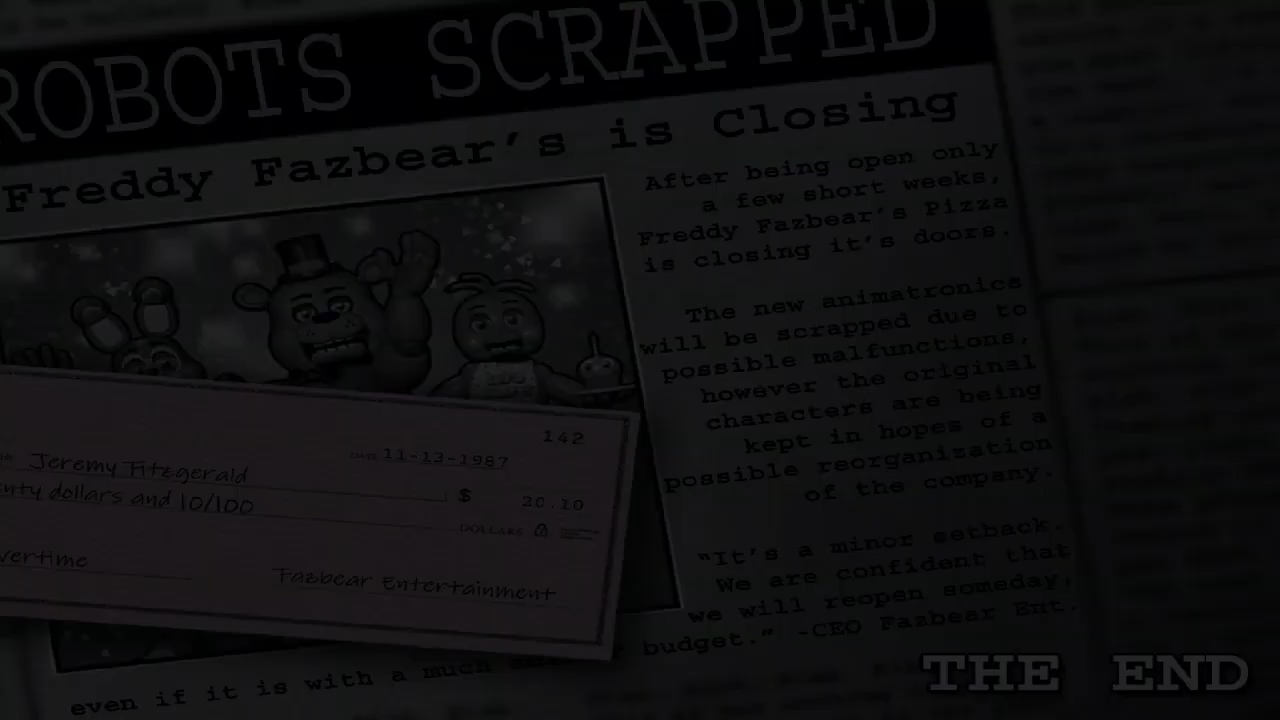 ROBOTS SCRAPPED
Freddy Fazbear's is Closing
After being open only
a few short weeks,
Freddy Fazbear's Pizza
is closing it's doors.
The new animatronics
will be scrapped due to
possible malfunctions,
however the original
characters are being
kept in hopes of a
possible reorganization
of the company.
"It's a minor setback.
We are confident that
we will reopen someday,
even if it is with a much budget." -CEO Fazbear Ent.
142
Jeremy Fitzgerald
DATE 11-13-1987
enty dollars and 10/100
$ 20.10
DOLLARS
vertime
Fazbear Entertainment
THE END